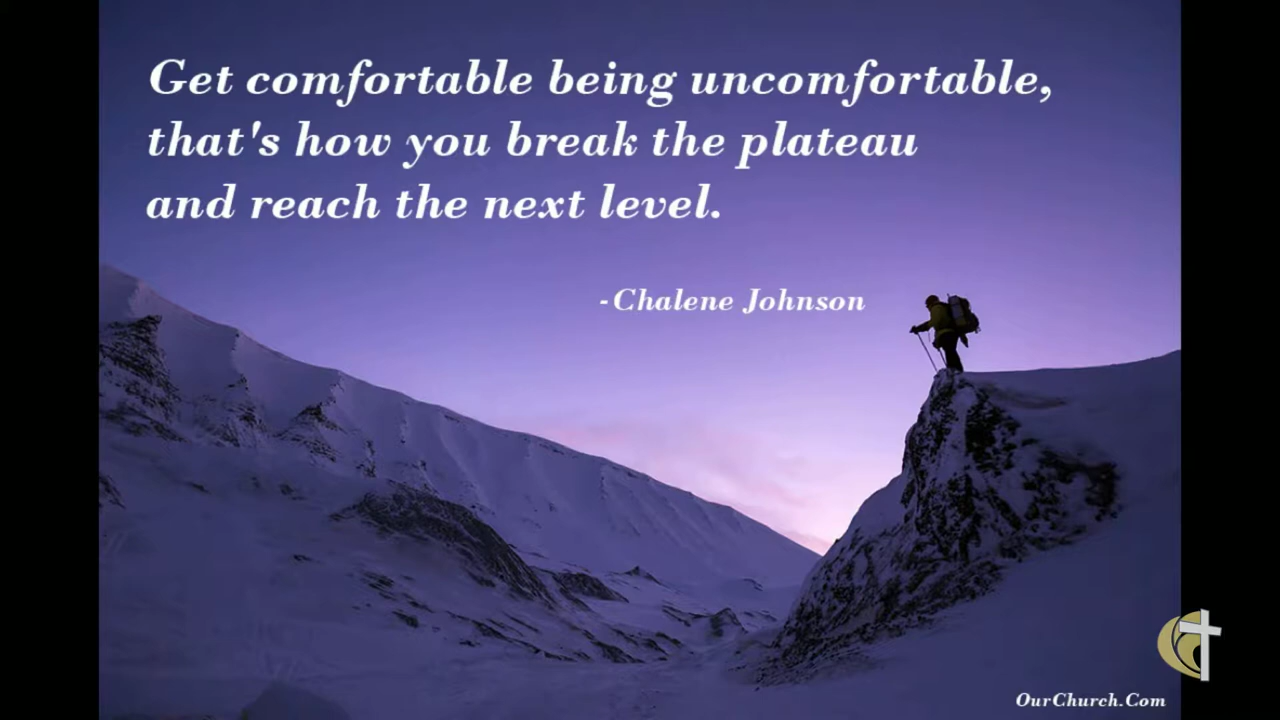 Get comfortable being uncomfortable,
that's how you break the plateau
and reach the next level.
-Chalene Johnson
OurChurch.Com